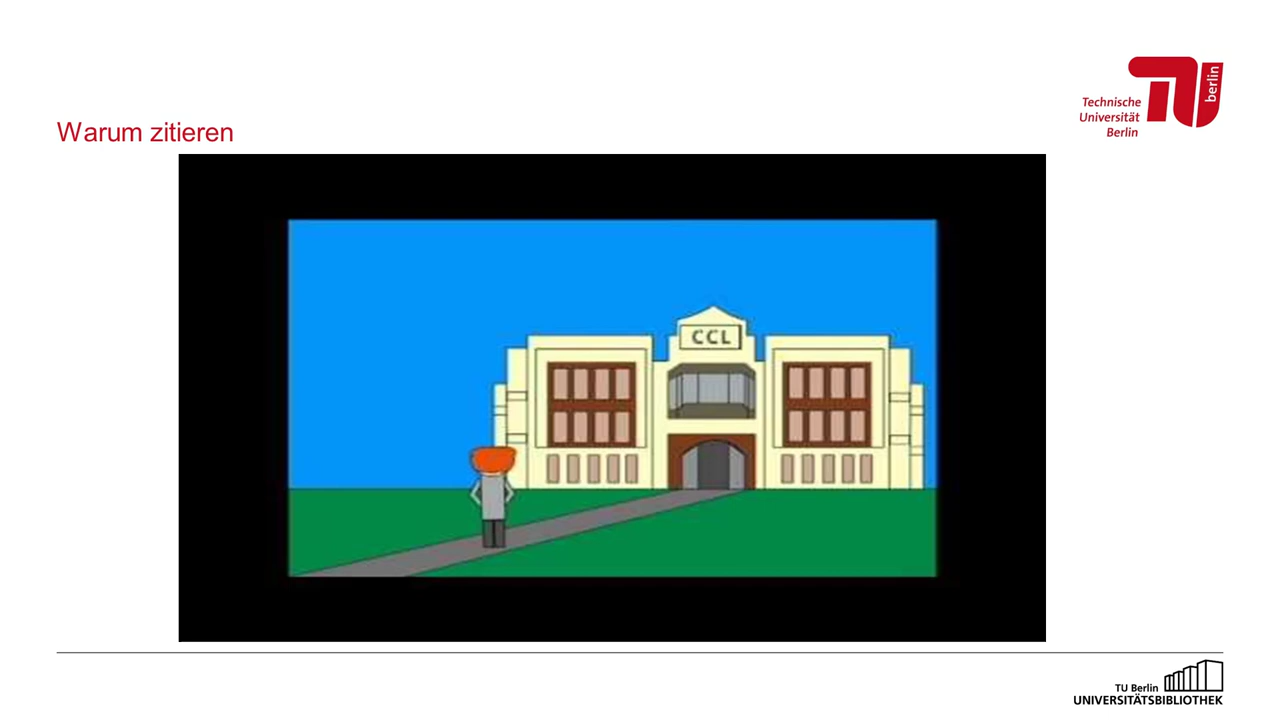 Technische
Universität
Berlin
berlin
Warum zitieren
CCL
TU Berlin
UNIVERSITÄTSBIBLIOTHEK